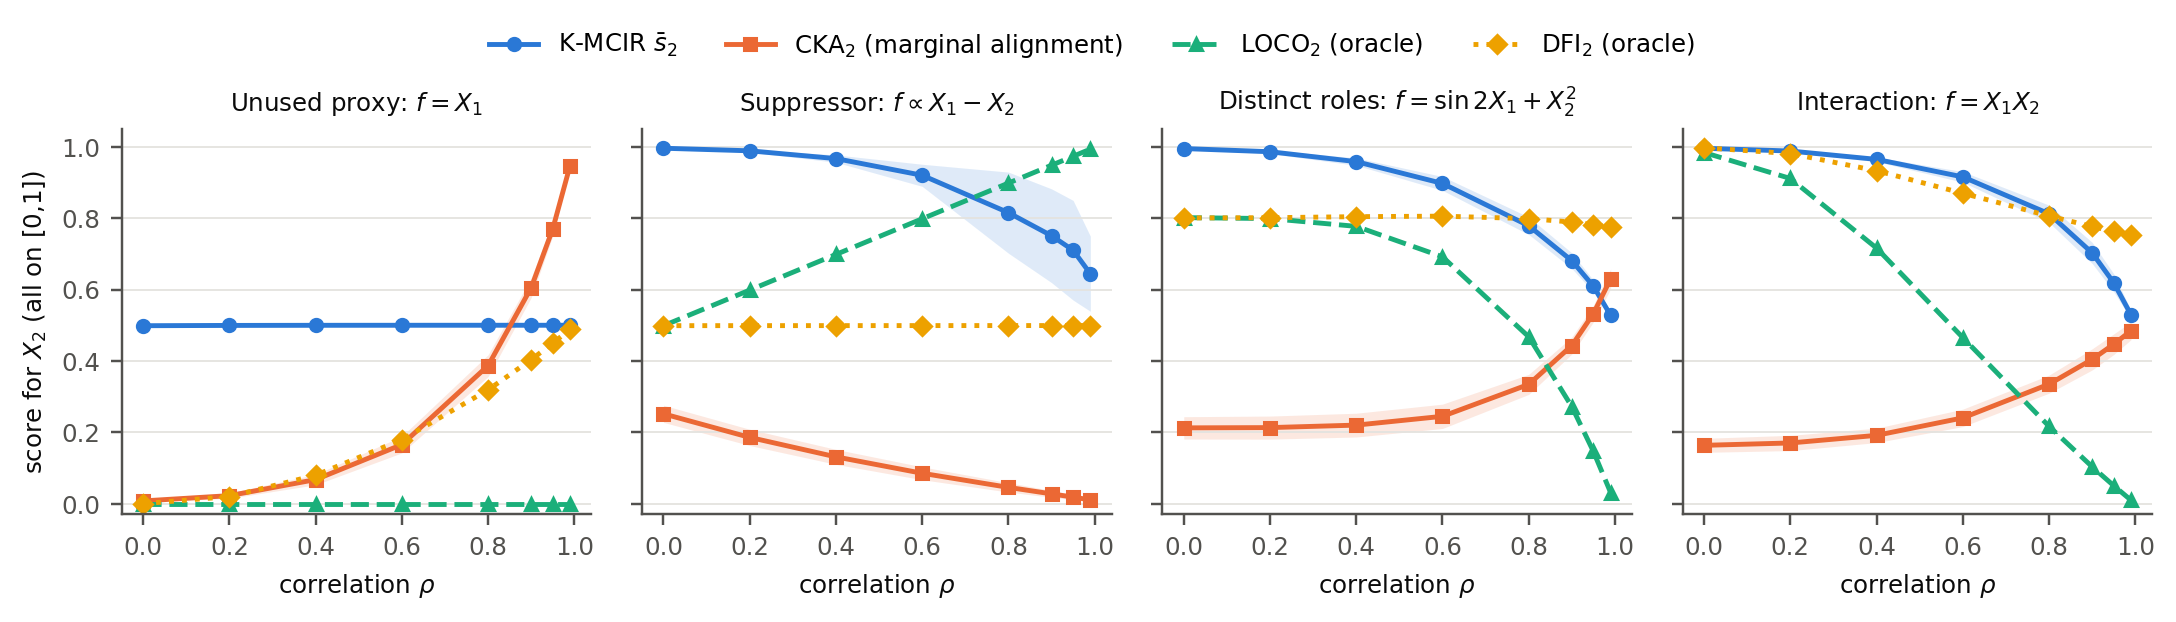 K-MCIR s̄₂ CKA₂ (marginal alignment) LOCO₂ (oracle) DFI₂ (oracle)
Unused proxy: f = X₁
Suppressor: f ∝ X₁ − X₂
Distinct roles: f = sin 2X₁ + X₂²
Interaction: f = X₁X₂
score for X₂ (all on [0,1])
1.0
0.8
0.6
0.4
0.2
0.0
0.0 0.2 0.4 0.6 0.8 1.0
0.0 0.2 0.4 0.6 0.8 1.0
0.0 0.2 0.4 0.6 0.8 1.0
0.0 0.2 0.4 0.6 0.8 1.0
correlation ρ
correlation ρ
correlation ρ
correlation ρ